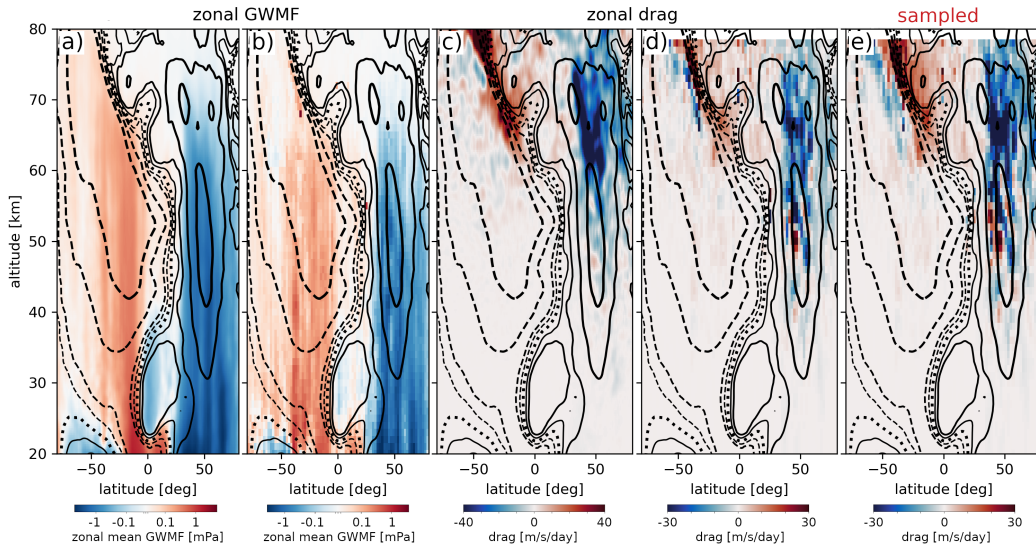 zonal GWMF zonal drag sampled
a) b) c) d) e)
80
70
60
50
40
30
20
altitude [km]
−50 0 50 −50 0 50 −50 0 50 −50 0 50 −50 0 50
latitude [deg] latitude [deg] latitude [deg] latitude [deg] latitude [deg]
-1 -0.1 0.1 1 -1 -0.1 0.1 1 -40 0 40 -30 0 30 -30 0 30
zonal mean GWMF [mPa] zonal mean GWMF [mPa] drag [m/s/day] drag [m/s/day] drag [m/s/day]